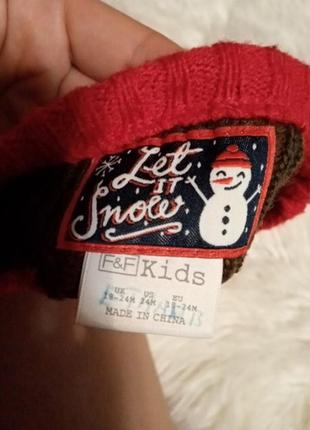 Let
IT
Snow
F&F Kids
UK US EU
18-24M 24M 18-24M
MADE IN CHINA